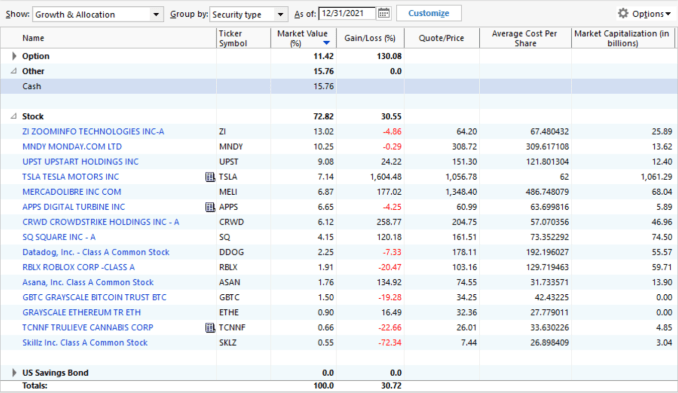 Show: Growth & Allocation Group by: Security type As of: 12/31/2021 Customize Options
Name Ticker Symbol Market Value (%) Gain/Loss (%) Quote/Price Average Cost Per Share Market Capitalization (in billions)
Option 11.42 130.08
Other 15.76 0.0
Cash 15.76
Stock 72.82 30.55
ZI ZOOMINFO TECHNOLOGIES INC-A ZI 13.02 -4.86 64.20 67.480432 25.89
MNDY MONDAY.COM LTD MNDY 10.25 -0.29 308.72 309.617108 13.62
UPST UPSTART HOLDINGS INC UPST 9.08 24.22 151.30 121.801304 12.40
TSLA TESLA MOTORS INC TSLA 7.14 1,604.48 1,056.78 62 1,061.29
MERCADOLIBRE INC COM MELI 6.87 177.02 1,348.40 486.748079 68.04
APPS DIGITAL TURBINE INC APPS 6.65 -4.25 60.99 63.699816 5.89
CRWD CROWDSTRIKE HOLDINGS INC - A CRWD 6.12 258.77 204.75 57.070356 46.96
SQ SQUARE INC - A SQ 4.15 120.18 161.51 73.352292 74.50
Datadog, Inc. - Class A Common Stock DDOG 2.25 -7.33 178.11 192.196027 55.57
RBLX ROBLOX CORP -CLASS A RBLX 1.91 -20.47 103.16 129.719463 59.71
Asana, Inc. Class A Common Stock ASAN 1.76 134.92 74.55 31.733571 13.90
GBTC GRAYSCALE BITCOIN TRUST BTC GBTC 1.50 -19.28 34.25 42.43225 0.00
GRAYSCALE ETHEREUM TR ETH ETHE 0.90 16.49 32.36 27.779011 0.00
TCNNF TRULIEVE CANNABIS CORP TCNNF 0.66 -22.66 26.01 33.630226 4.85
Skillz Inc. Class A Common Stock SKLZ 0.55 -72.34 7.44 26.898409 3.04
US Savings Bond 0.0 0.0
Totals: 100.0 30.72